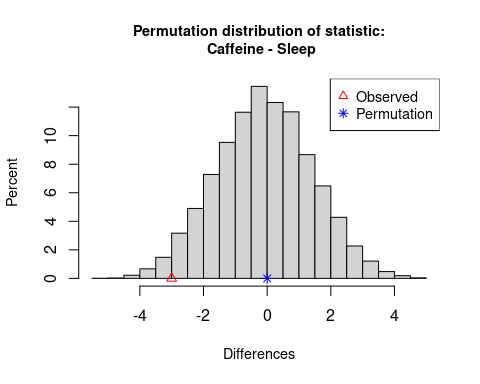 Permutation distribution of statistic:
Caffeine - Sleep
Observed
Permutation
Percent
10
8
6
4
2
0
-4 -2 0 2 4
Differences